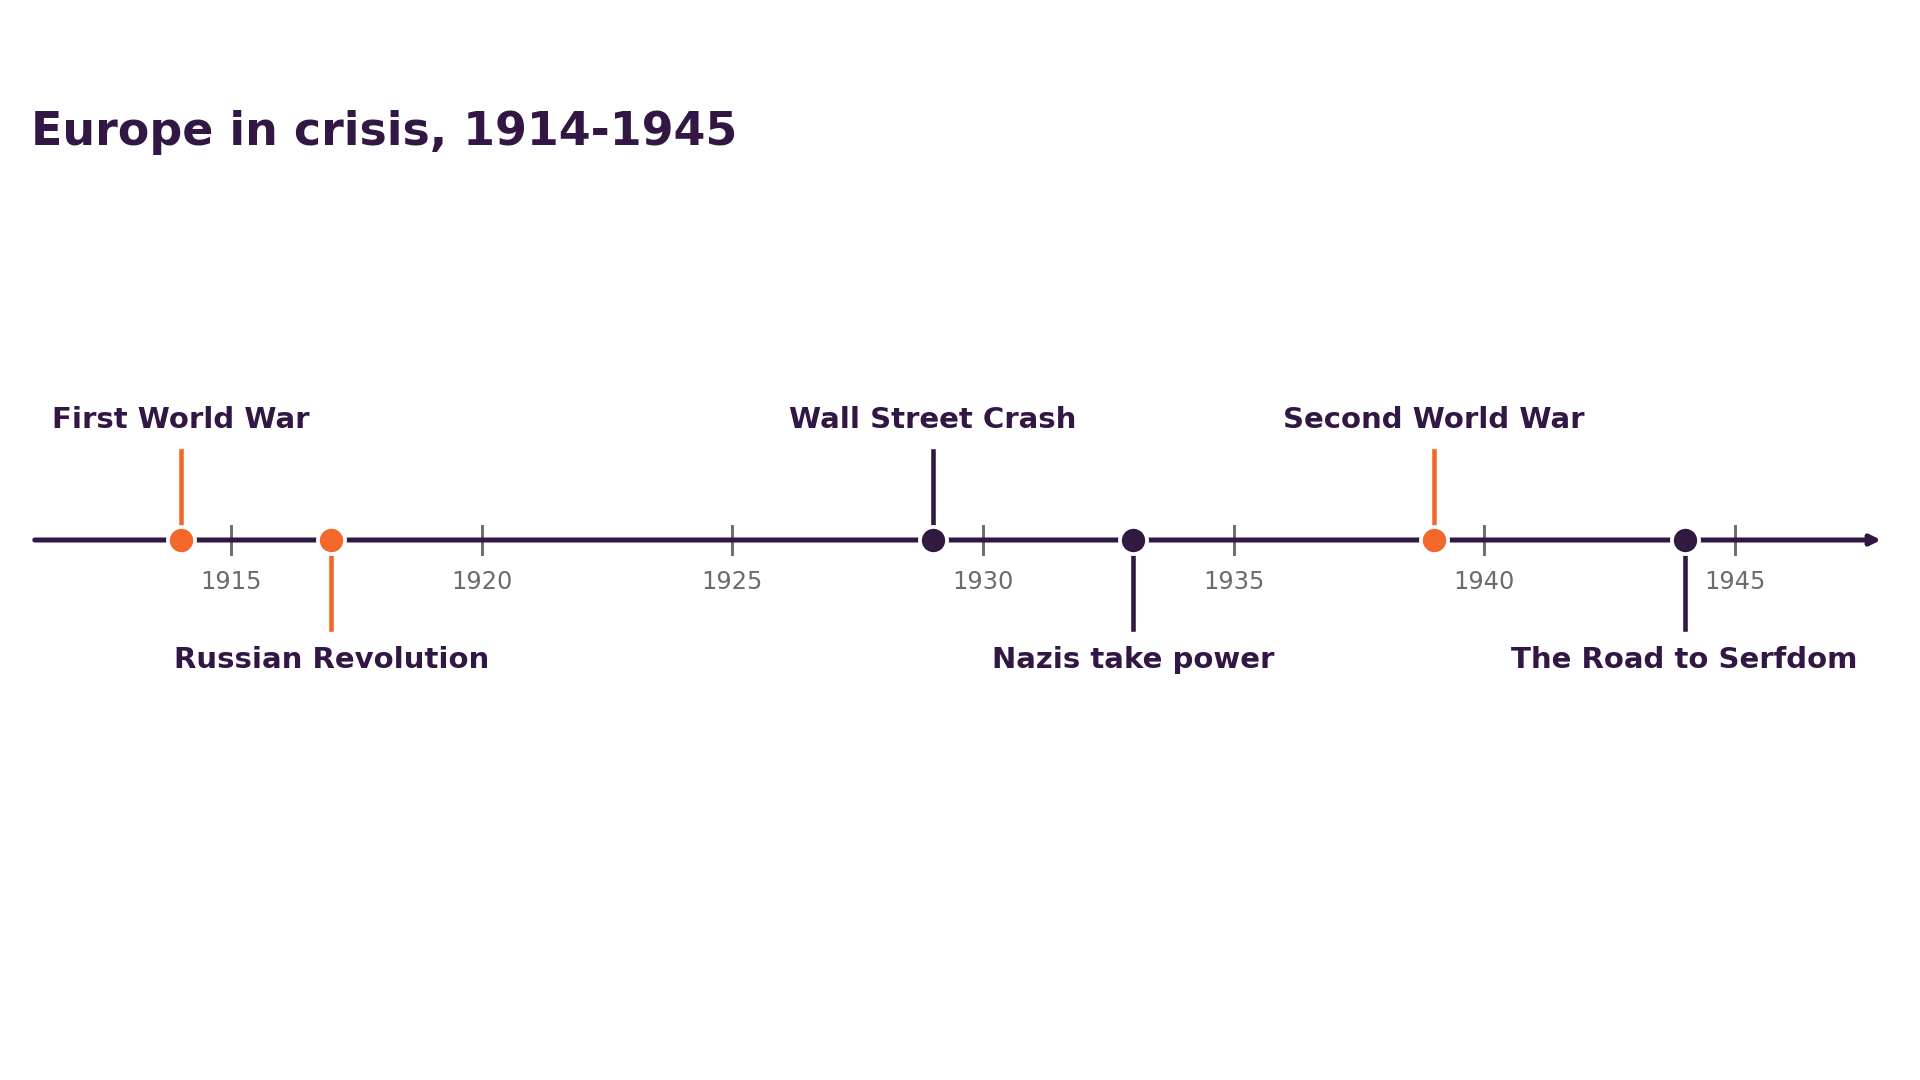 Europe in crisis, 1914-1945
First World War
Wall Street Crash
Second World War
1915
1920
1925
1930
1935
1940
1945
Russian Revolution
Nazis take power
The Road to Serfdom